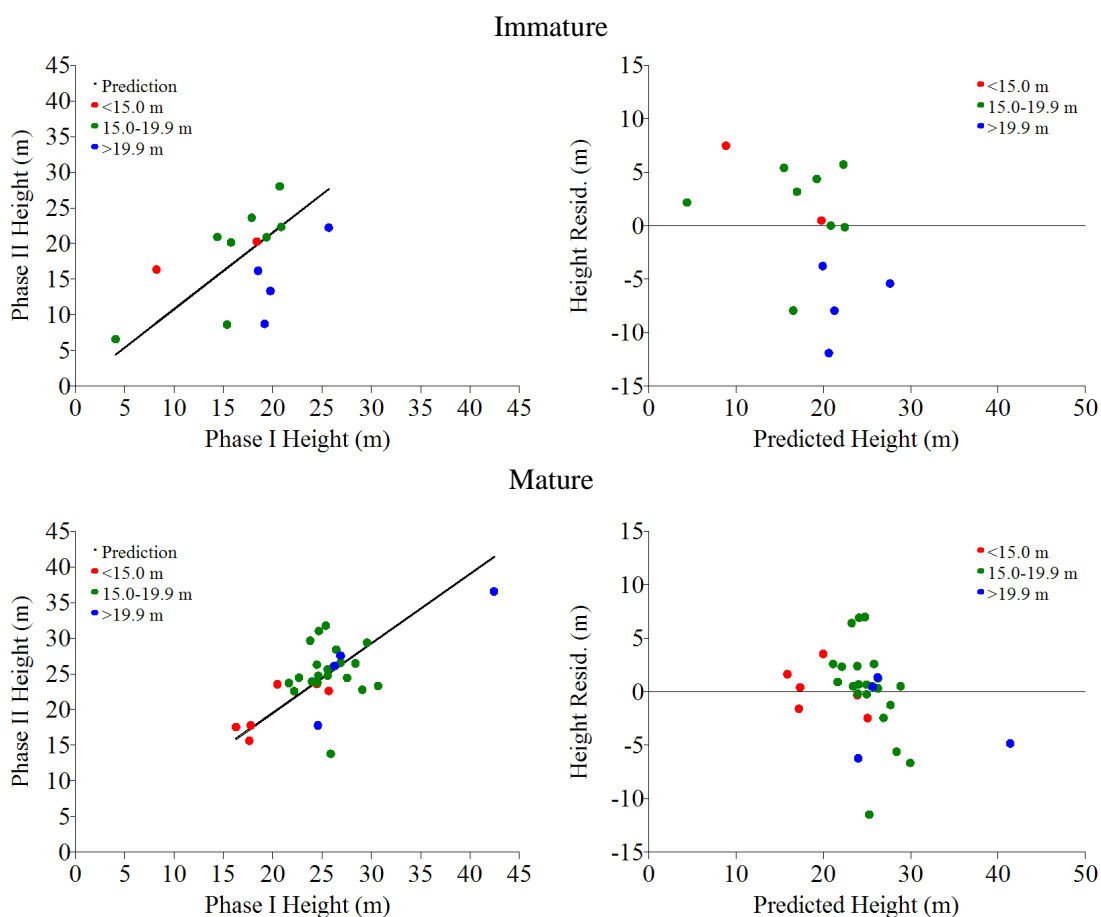 Immature
45
40
35
30
25
20
15
10
5
0
Phase II Height (m)
· Prediction
<15.0 m
15.0-19.9 m
>19.9 m
0 5 10 15 20 25 30 35 40 45
Phase I Height (m)
15
10
5
0
-5
-10
-15
Height Resid. (m)
<15.0 m
15.0-19.9 m
>19.9 m
0 10 20 30 40 50
Predicted Height (m)
Mature
45
40
35
30
25
20
15
10
5
0
Phase II Height (m)
· Prediction
<15.0 m
15.0-19.9 m
>19.9 m
0 5 10 15 20 25 30 35 40 45
Phase I Height (m)
15
10
5
0
-5
-10
-15
Height Resid. (m)
<15.0 m
15.0-19.9 m
>19.9 m
0 10 20 30 40 50
Predicted Height (m)